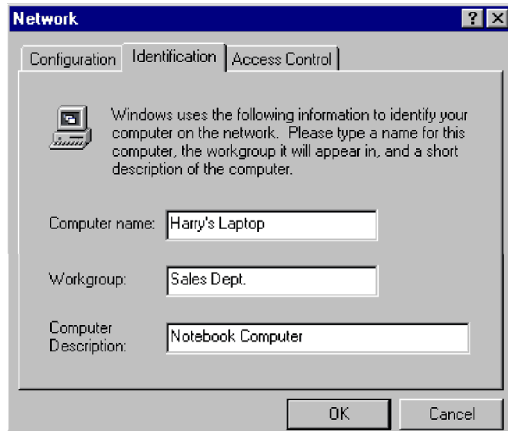 Network
Configuration Identification Access Control
Windows uses the following information to identify your
computer on the network. Please type a name for this
computer, the workgroup it will appear in, and a short
description of the computer.
Computer name: Harry's Laptop
Workgroup: Sales Dept.
Computer
Description: Notebook Computer
OK Cancel